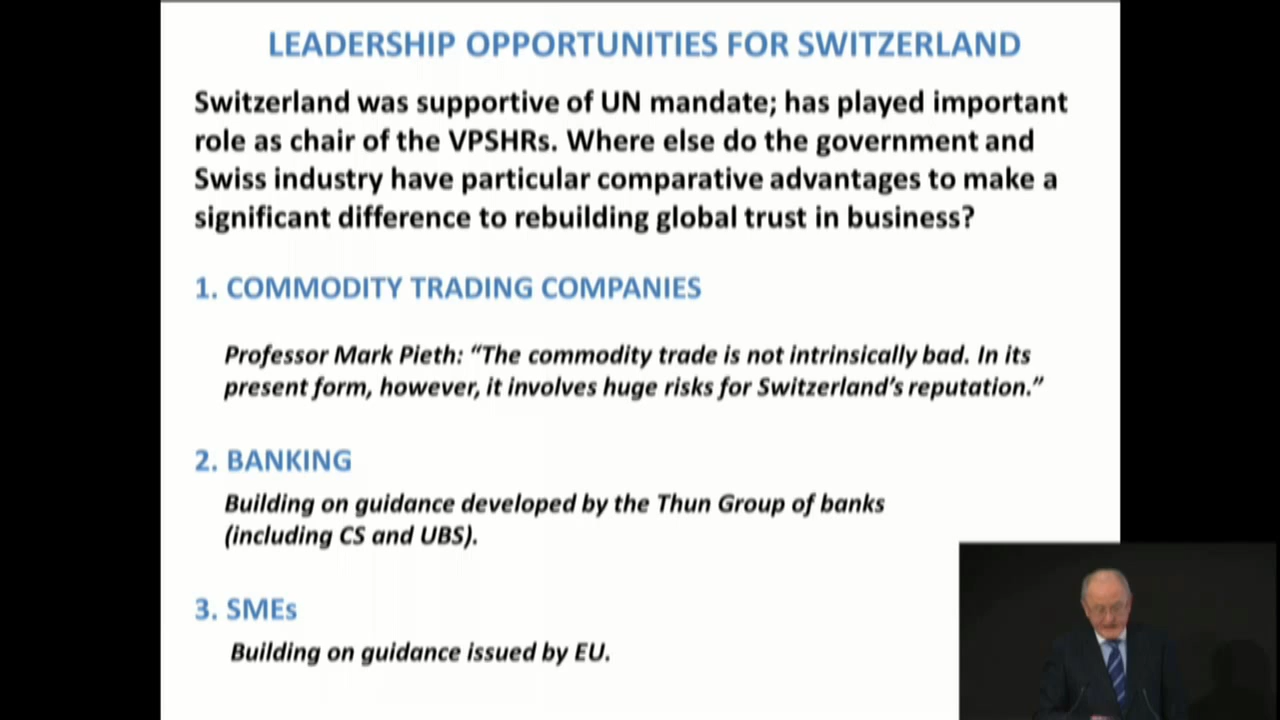 LEADERSHIP OPPORTUNITIES FOR SWITZERLAND
Switzerland was supportive of UN mandate; has played important
role as chair of the VPSHRs. Where else do the government and
Swiss industry have particular comparative advantages to make a
significant difference to rebuilding global trust in business?
1. COMMODITY TRADING COMPANIES
Professor Mark Pieth: “The commodity trade is not intrinsically bad. In its
present form, however, it involves huge risks for Switzerland’s reputation.”
2. BANKING
Building on guidance developed by the Thun Group of banks
(including CS and UBS).
3. SMEs
Building on guidance issued by EU.